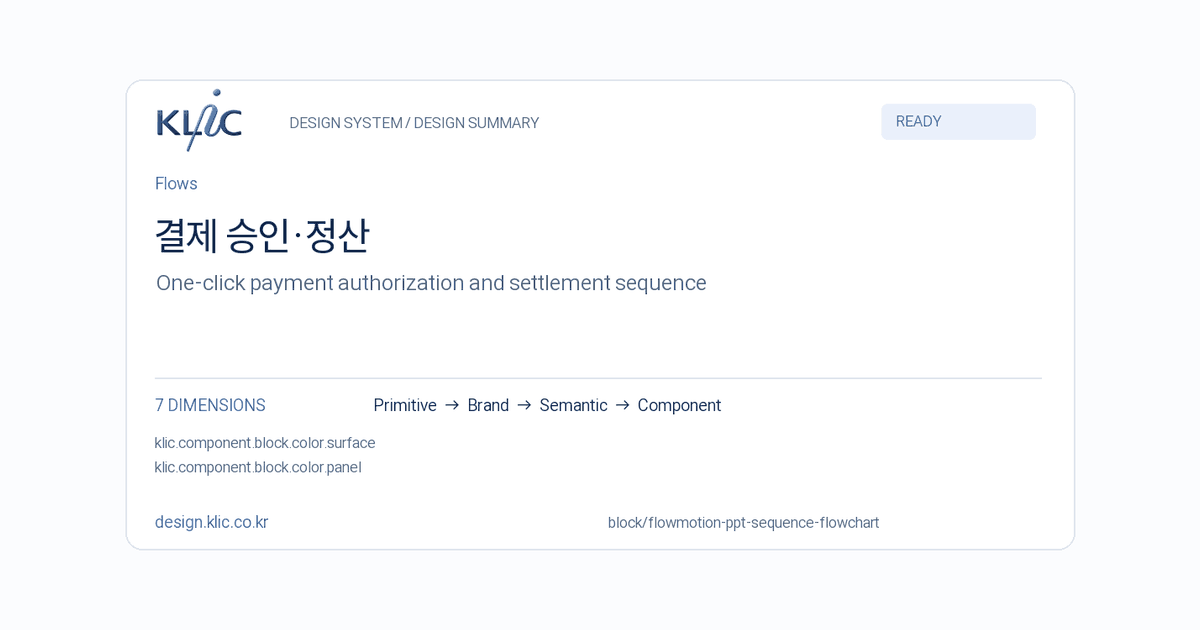 KLiC
DESIGN SYSTEM / DESIGN SUMMARY
READY
Flows
결제 승인·정산
One-click payment authorization and settlement sequence
7 DIMENSIONS
Primitive → Brand → Semantic → Component
klic.component.block.color.surface
klic.component.block.color.panel
design.klic.co.kr
block/flowmotion-ppt-sequence-flowchart